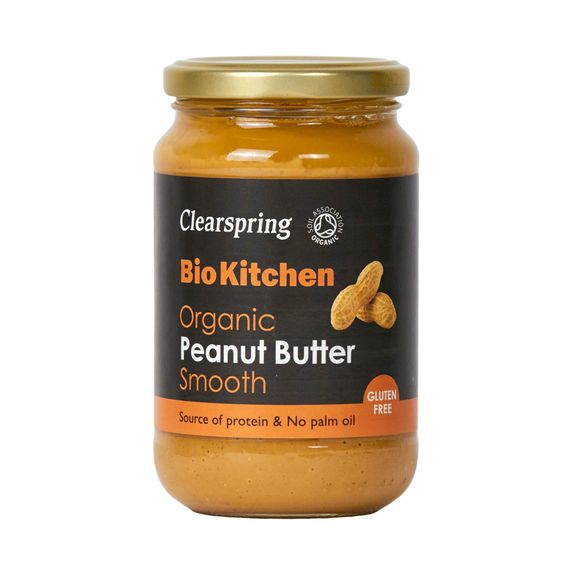 Clearspring
SOIL ASSOCIATION
ORGANIC
Bio Kitchen
Organic
Peanut Butter
Smooth
GLUTEN
FREE
Source of protein & No palm oil